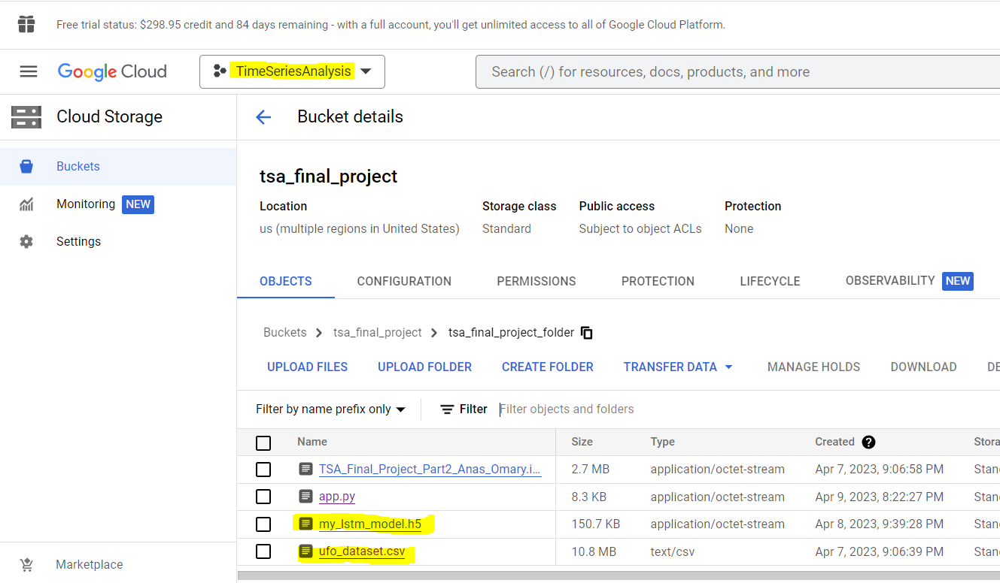 Free trial status: $298.95 credit and 84 days remaining - with a full account, you'll get unlimited access to all of Google Cloud Platform.
Google Cloud TimeSeriesAnalysis Search (/) for resources, docs, products, and more
Cloud Storage
Buckets
Monitoring NEW
Settings
Marketplace
Bucket details
tsa_final_project
Location Storage class Public access Protection
us (multiple regions in United States) Standard Subject to object ACLs None
OBJECTS CONFIGURATION PERMISSIONS PROTECTION LIFECYCLE OBSERVABILITY NEW
Buckets > tsa_final_project > tsa_final_project_folder
UPLOAD FILES UPLOAD FOLDER CREATE FOLDER TRANSFER DATA MANAGE HOLDS DOWNLOAD DE
Filter by name prefix only Filter Filter objects and folders
Name Size Type Created ? Stora
TSA_Final_Project_Part2_Anas_Omary.i... 2.7 MB application/octet-stream Apr 7, 2023, 9:06:58 PM Stan
app.py 8.3 KB application/octet-stream Apr 9, 2023, 8:22:27 PM Stan
my_lstm_model.h5 150.7 KB application/octet-stream Apr 8, 2023, 9:39:28 PM Stan
ufo_dataset.csv 10.8 MB text/csv Apr 7, 2023, 9:06:39 PM Stan